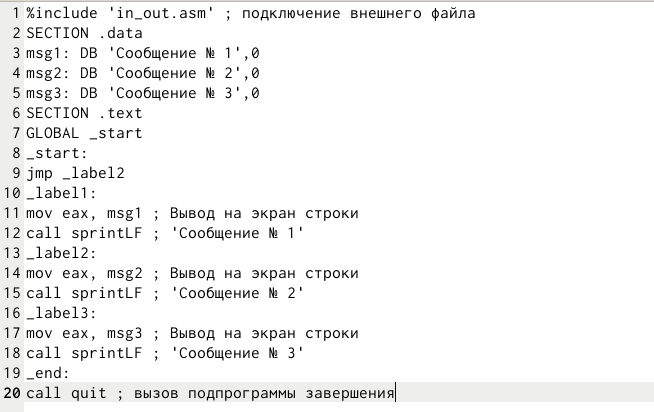 1 %include 'in_out.asm' ; подключение внешнего файла
2 SECTION .data
3 msg1: DB 'Сообщение № 1',0
4 msg2: DB 'Сообщение № 2',0
5 msg3: DB 'Сообщение № 3',0
6 SECTION .text
7 GLOBAL _start
8 _start:
9 jmp _label2
10 _label1:
11 mov eax, msg1 ; Вывод на экран строки
12 call sprintLF ; 'Сообщение № 1'
13 _label2:
14 mov eax, msg2 ; Вывод на экран строки
15 call sprintLF ; 'Сообщение № 2'
16 _label3:
17 mov eax, msg3 ; Вывод на экран строки
18 call sprintLF ; 'Сообщение № 3'
19 _end:
20 call quit ; вызов подпрограммы завершения